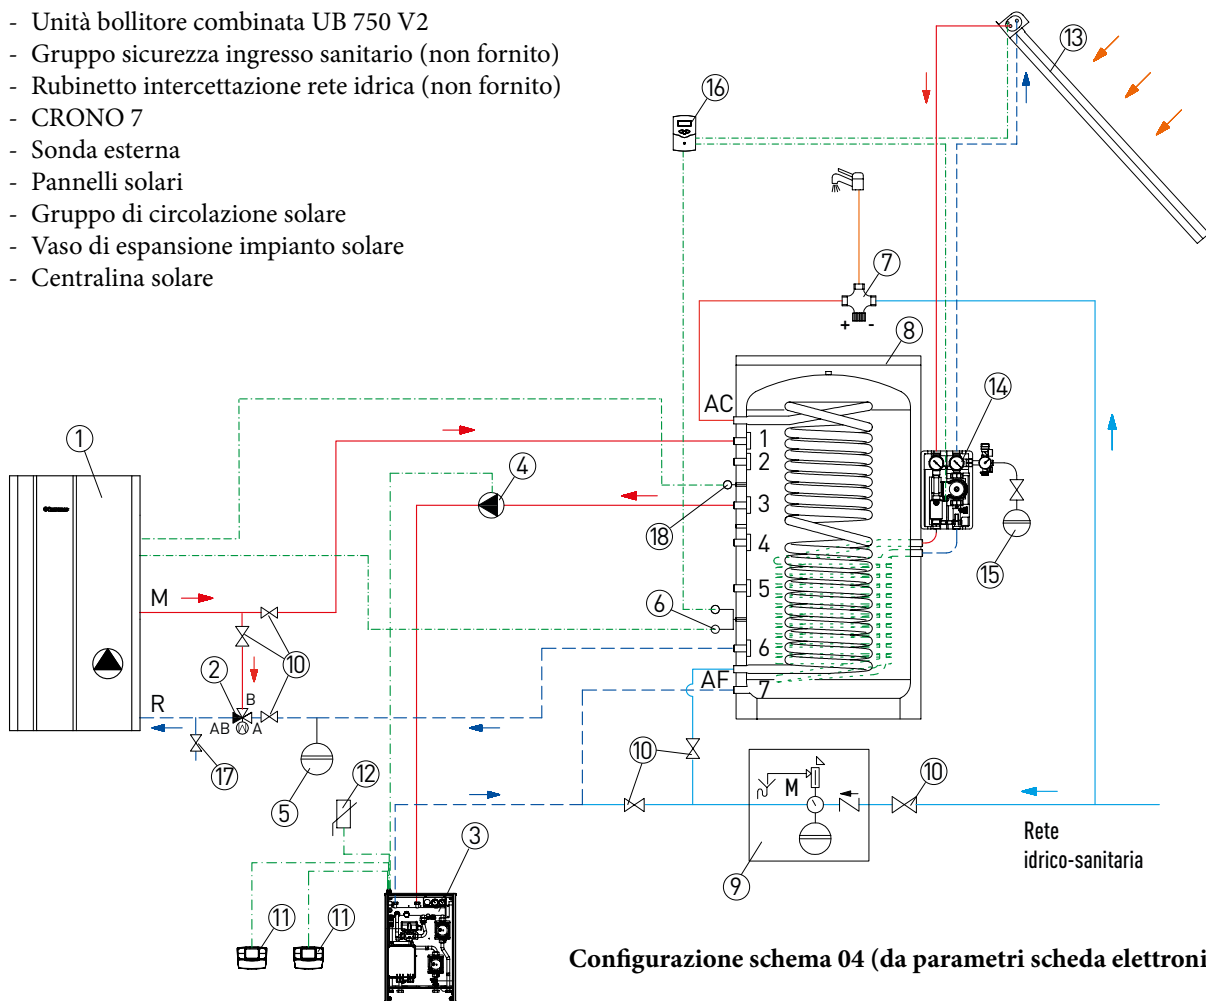 - Unità bollitore combinata UB 750 V2
- Gruppo sicurezza ingresso sanitario (non fornito)
- Rubinetto intercettazione rete idrica (non fornito)
- CRONO 7
- Sonda esterna
- Pannelli solari
- Gruppo di circolazione solare
- Vaso di espansione impianto solare
- Centralina solare
13
16
7
+ -
8
AC
14
1
1
2
4
3
18
4
15
5
M
6
10
6
2
B
R
AF
7
AB
A
17
5
12
10
M
10
3
Rete
idrico-sanitaria
9
11
11
Configurazione schema 04 (da parametri scheda elettroni